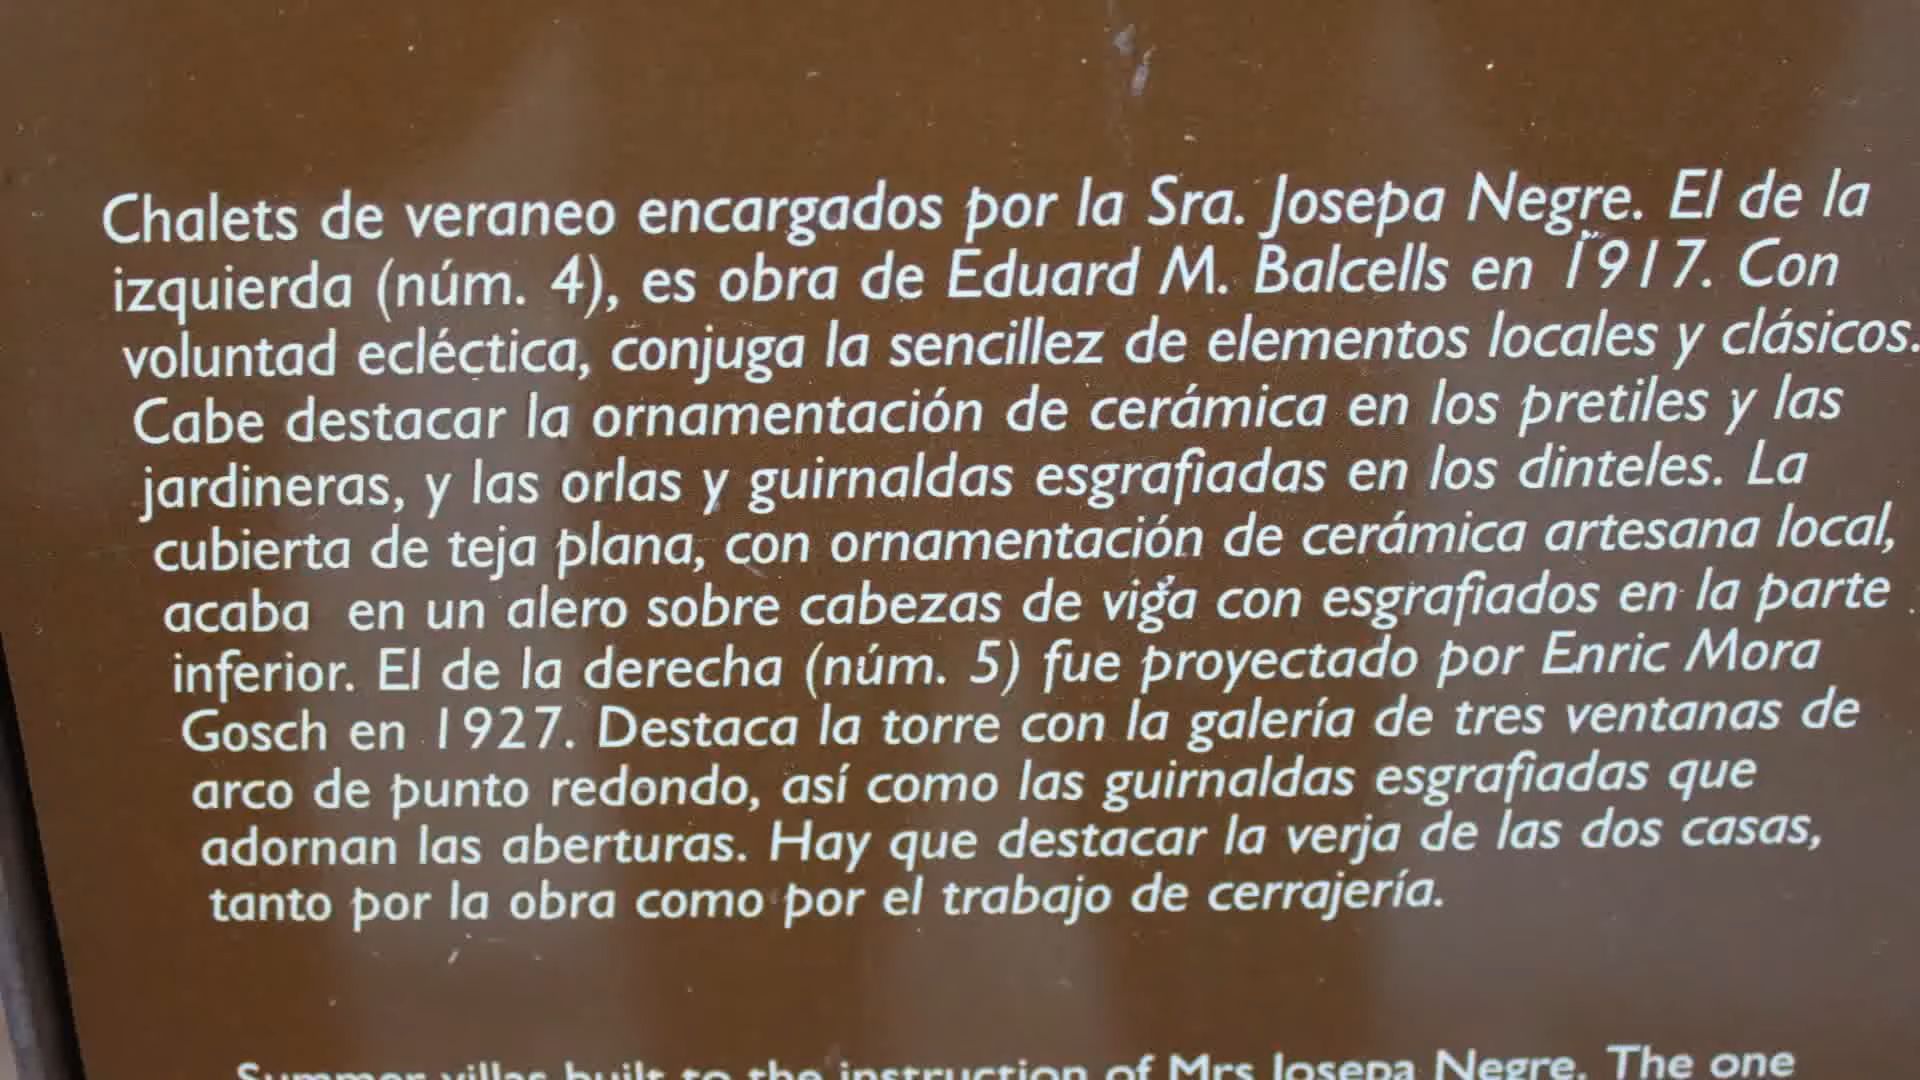 Chalets de veraneo encargados por la Sra. Josepa Negre. El de la
izquierda (núm. 4), es obra de Eduard M. Balcells en 1917. Con
voluntad ecléctica, conjuga la sencillez de elementos locales y clásicos.
Cabe destacar la ornamentación de cerámica en los pretiles y las
jardineras, y las orlas y guirnaldas esgrafiadas en los dinteles. La
cubierta de teja plana, con ornamentación de cerámica artesana local,
acaba en un alero sobre cabezas de viga con esgrafiados en la parte
inferior. El de la derecha (núm. 5) fue proyectado por Enric Mora
Gosch en 1927. Destaca la torre con la galería de tres ventanas de
arco de punto redondo, así como las guirnaldas esgrafiadas que
adornan las aberturas. Hay que destacar la verja de las dos casas,
tanto por la obra como por el trabajo de cerrajería.
Summer villas built to the instruction of Mrs Josepa Negre. The one